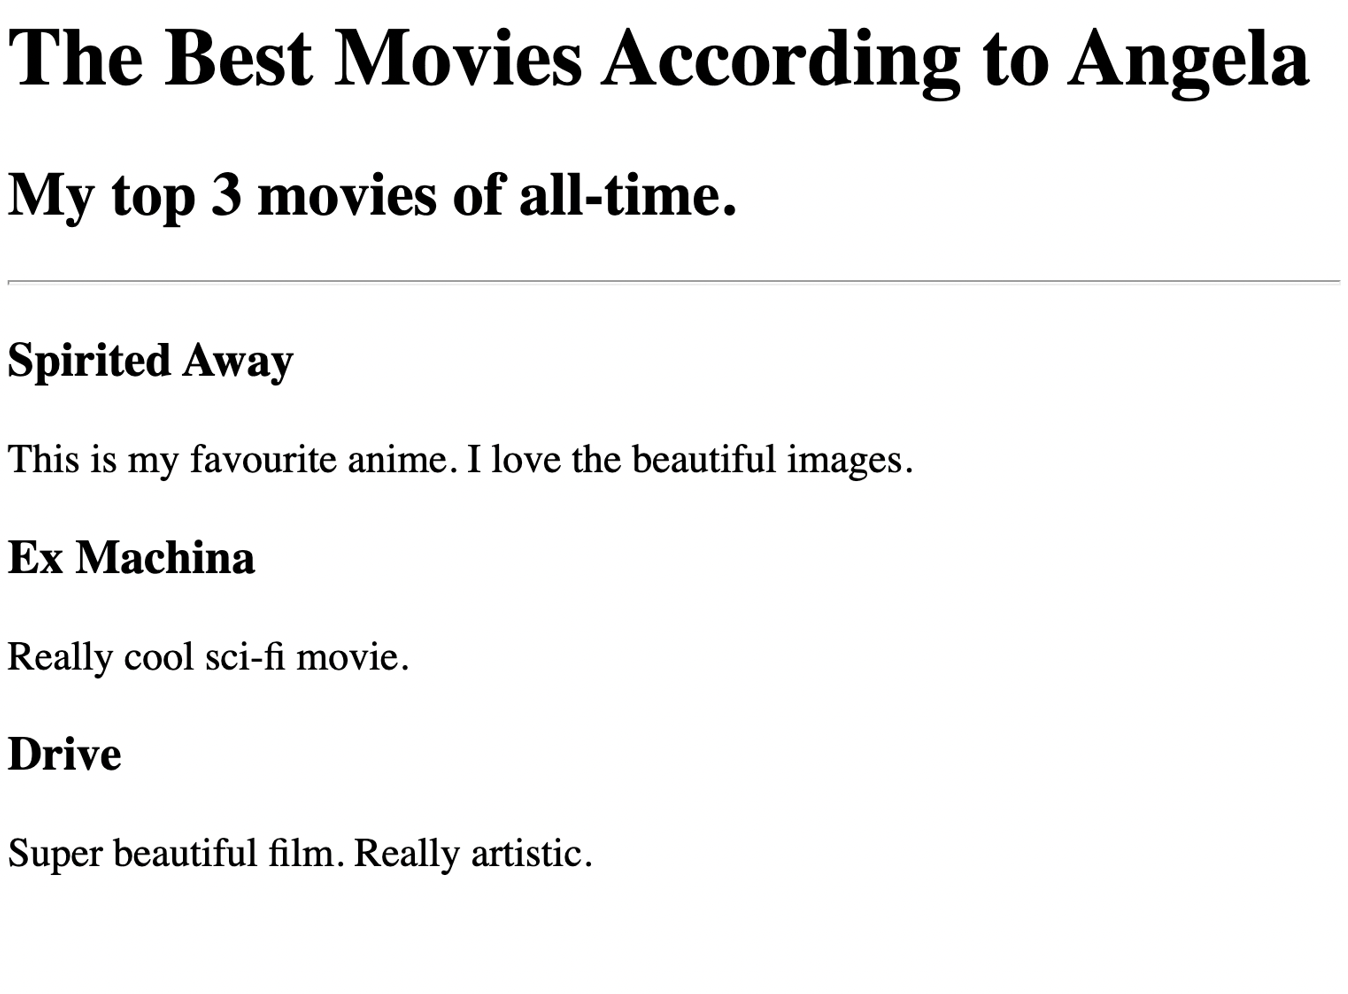 The Best Movies According to Angela
My top 3 movies of all-time.
Spirited Away
This is my favourite anime. I love the beautiful images.
Ex Machina
Really cool sci-fi movie.
Drive
Super beautiful film. Really artistic.